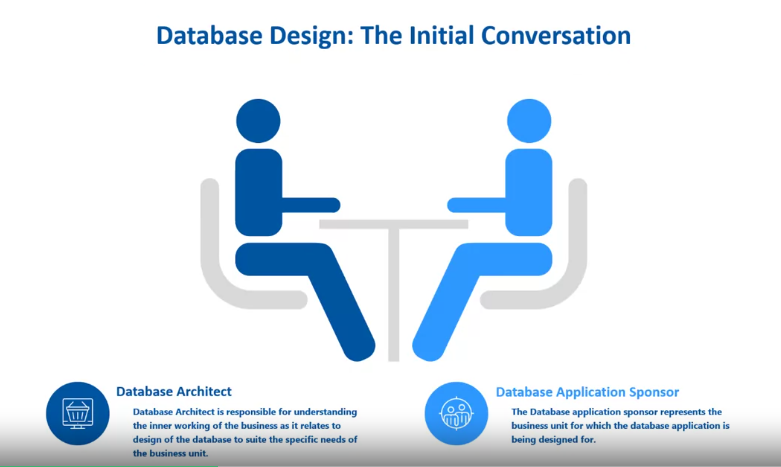 Database Design: The Initial Conversation
Database Architect
Database Architect is responsible for understanding
the inner working of the business as it relates to
design of the database to suite the specific needs of
the business unit.
Database Application Sponsor
The Database application sponsor represents the
business unit for which the database application is
being designed for.